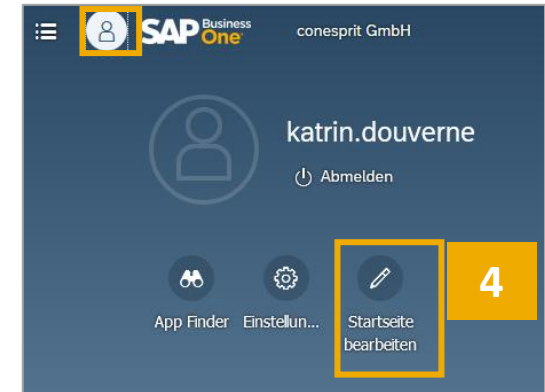 SAP Business One conesprit GmbH
katrin.douverne
Abmelden
4
App Finder Einstellun... Startseite bearbeiten